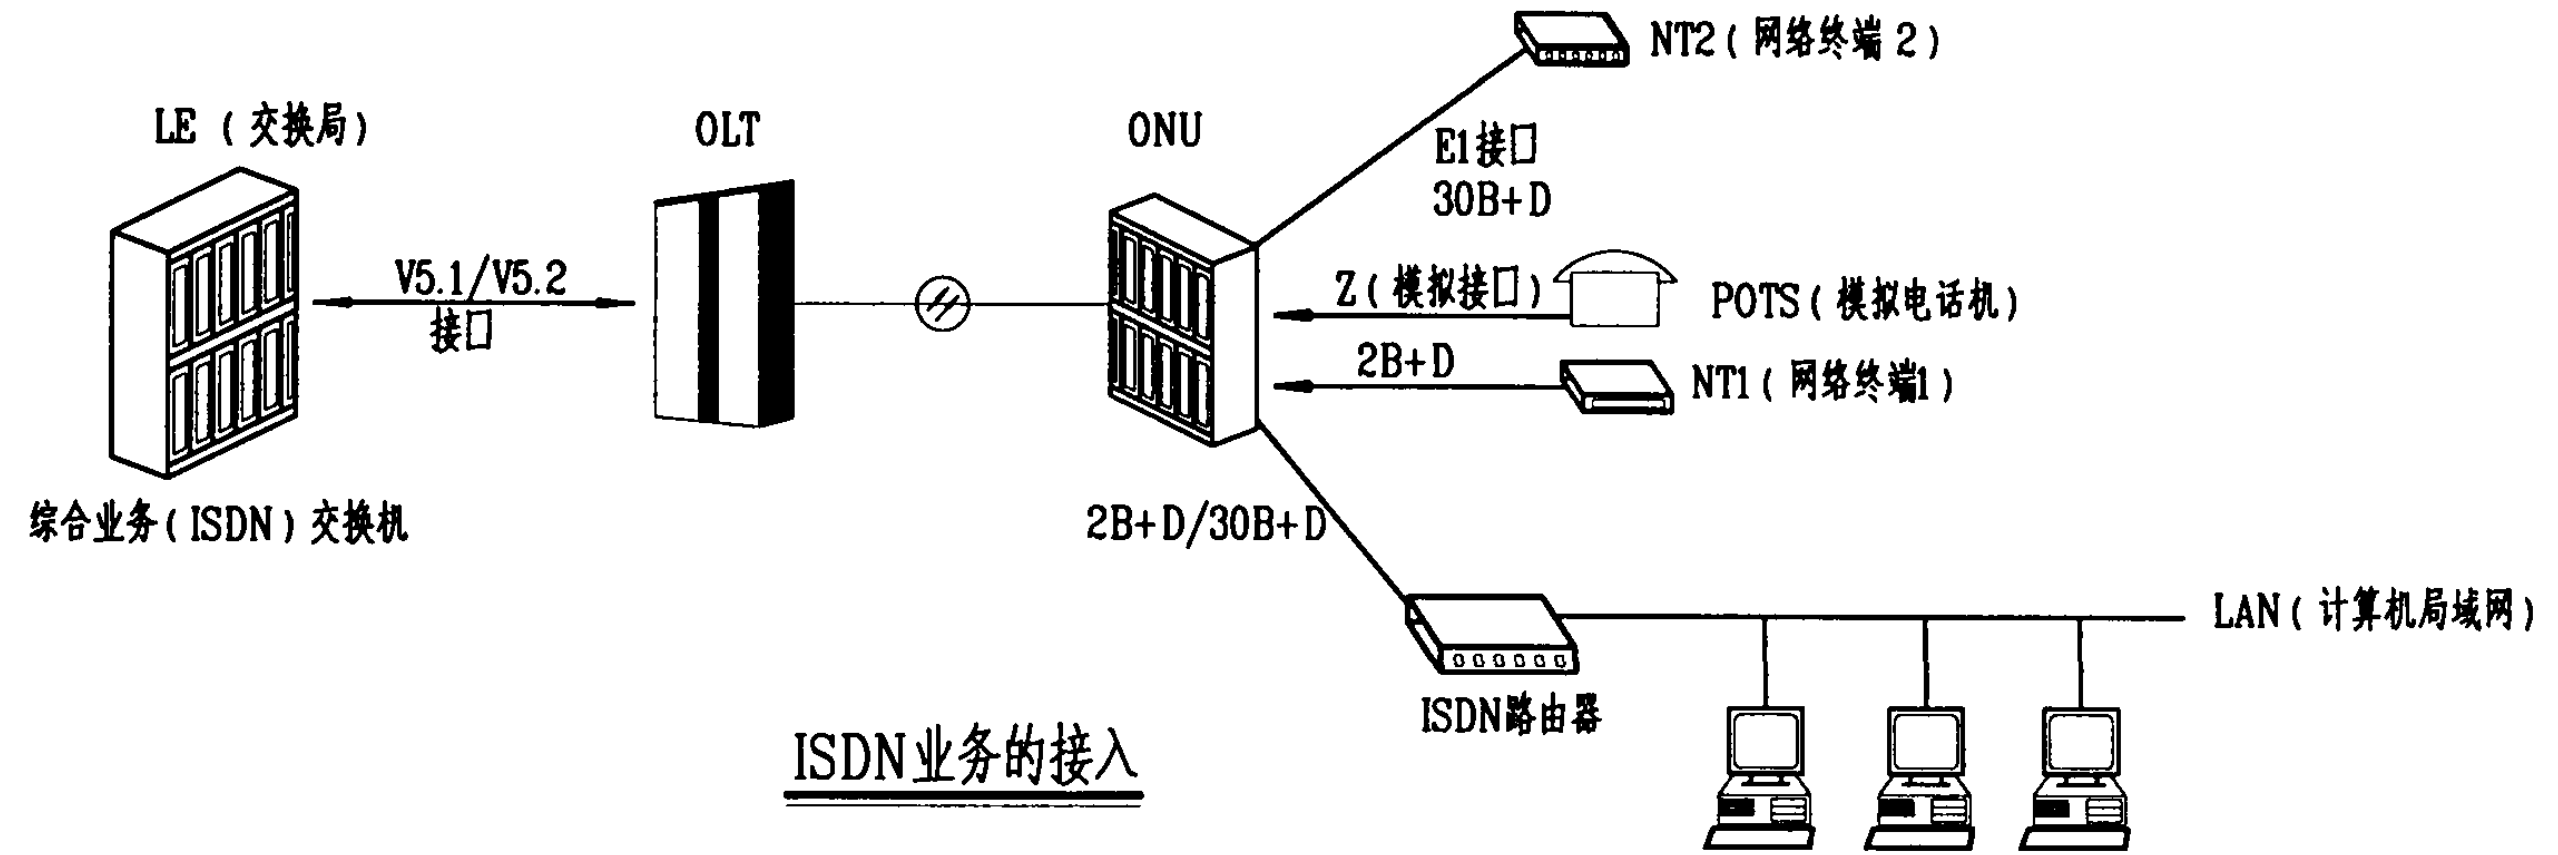 NT2(网络终端2)
LE(交换局)
OLT
ONU
E1接口
30B+D
V5.1/V5.2
接口
Z(模拟接口)
POTS(模拟电话机)
2B+D
NT1(网络终端1)
综合业务(ISDN)交换机
2B+D/30B+D
LAN(计算机局域网)
ISDN路由器
ISDN业务的接入